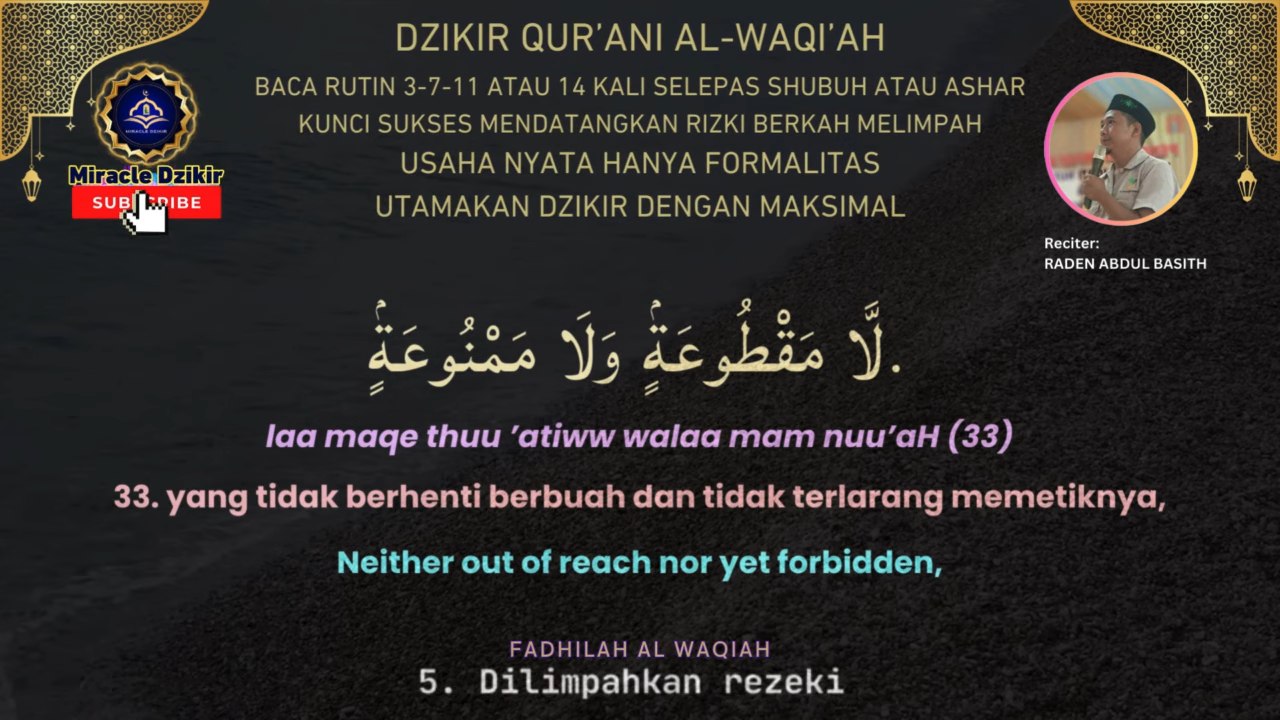 DZIKIR QUR'ANI AL-WAQI'AH
BACA RUTIN 3-7-11 ATAU 14 KALI SELEPAS SHUBUH ATAU ASHAR
KUNCI SUKSES MENDATANGKAN RIZKI BERKAH MELIMPAH
USAHA NYATA HANYA FORMALITAS
UTAMAKAN DZIKIR DENGAN MAKSIMAL
MIRACLE DZIKIR
Miracle Dzikir
Reciter:
RADEN ABDUL BASITH
لَّا مَقْطُوعَةٍۢ وَلَا مَمْنُوعَةٍۢ.
laa maqe thuu 'atiww walaa mam nuu'aH (33)
33. yang tidak berhenti berbuah dan tidak terlarang memetiknya,
Neither out of reach nor yet forbidden,
FADHILAH AL WAQIAH
5. Dilimpahkan rezeki